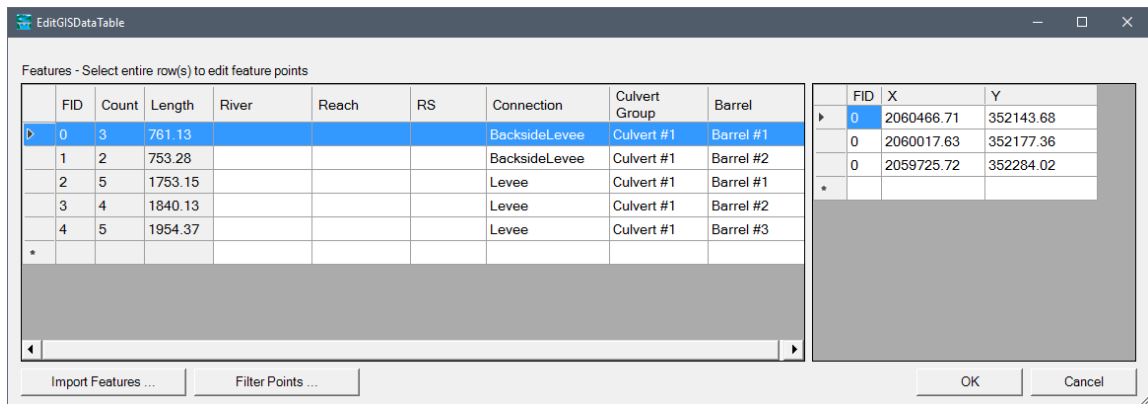 EditGISDataTable
Features - Select entire row(s) to edit feature points
FID Count Length River Reach RS Connection Culvert Group Barrel
0 3 761.13 BacksideLevee Culvert #1 Barrel #1
1 2 753.28 BacksideLevee Culvert #1 Barrel #2
2 5 1753.15 Levee Culvert #1 Barrel #1
3 4 1840.13 Levee Culvert #1 Barrel #2
4 5 1954.37 Levee Culvert #1 Barrel #3
*
FID X Y
0 2060466.71 352143.68
0 2060017.63 352177.36
0 2059725.72 352284.02
*
Import Features ... Filter Points ... OK Cancel